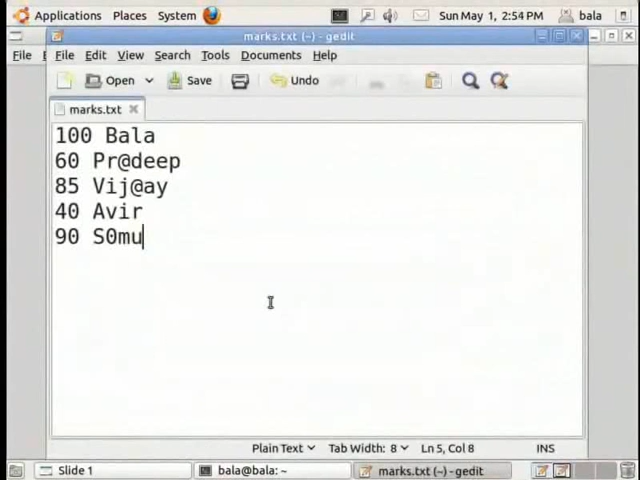 Applications Places System Sun May 1, 2:54 PM bala
File marks.txt (~) - gedit
File Edit View Search Tools Documents Help
Open Save Undo
marks.txt
100 Bala
60 Pr@deep
85 Vij@ay
40 Avir
90 S0mu
Plain Text Tab Width: 8 Ln 5, Col 8 INS
Slide 1 bala@bala: ~ marks.txt (~) - gedit